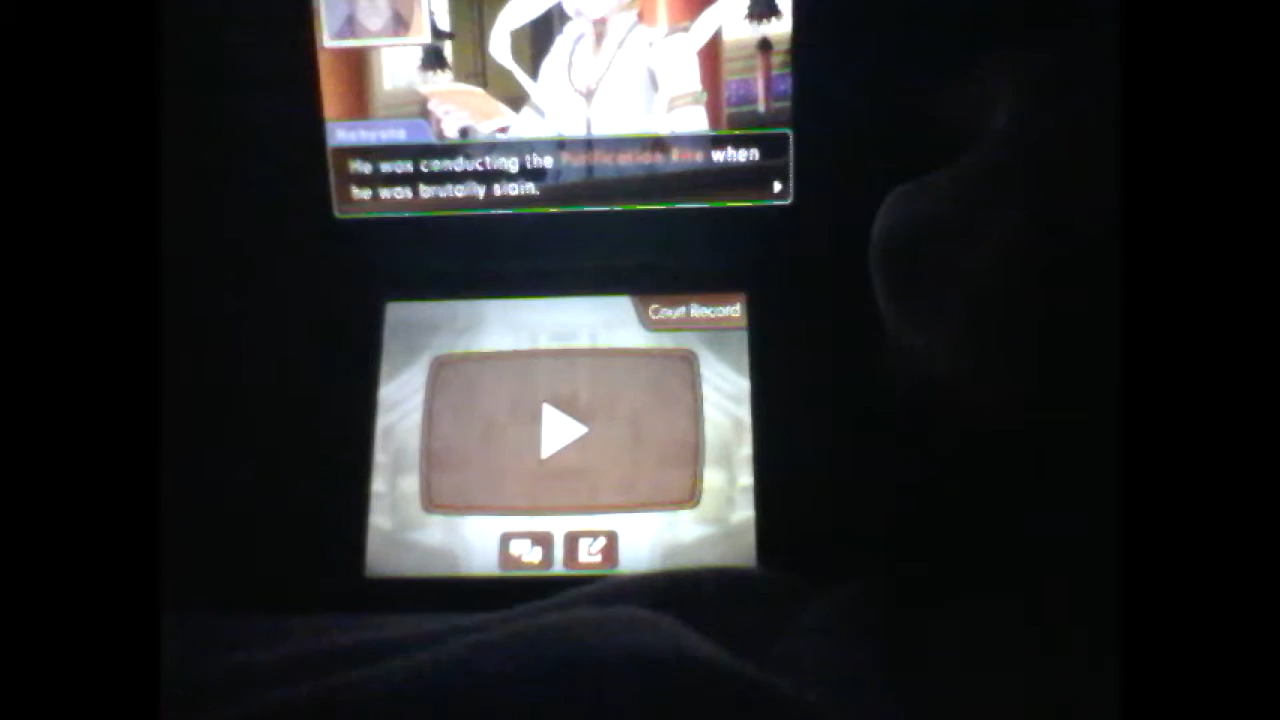 Nahyuta
He was conducting the Purification Rite when
he was brutally slain.
Court Record